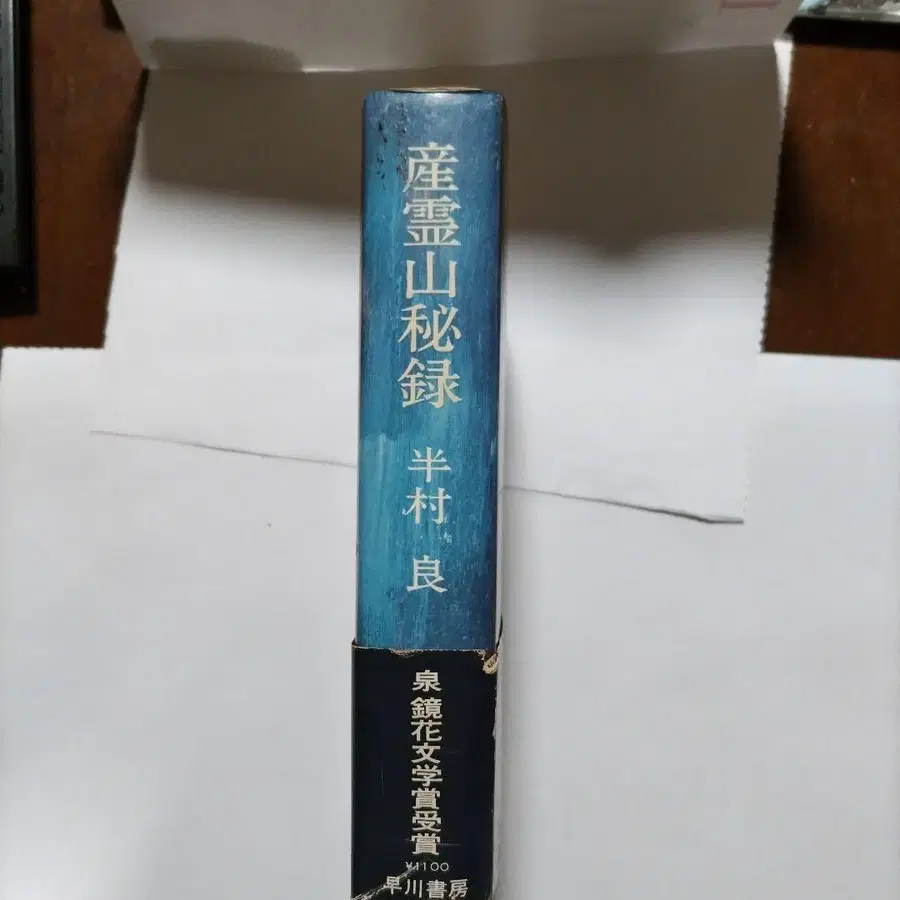 産霊山秘録
半村 良
泉 鏡花文学賞受賞
¥1100
早川書房